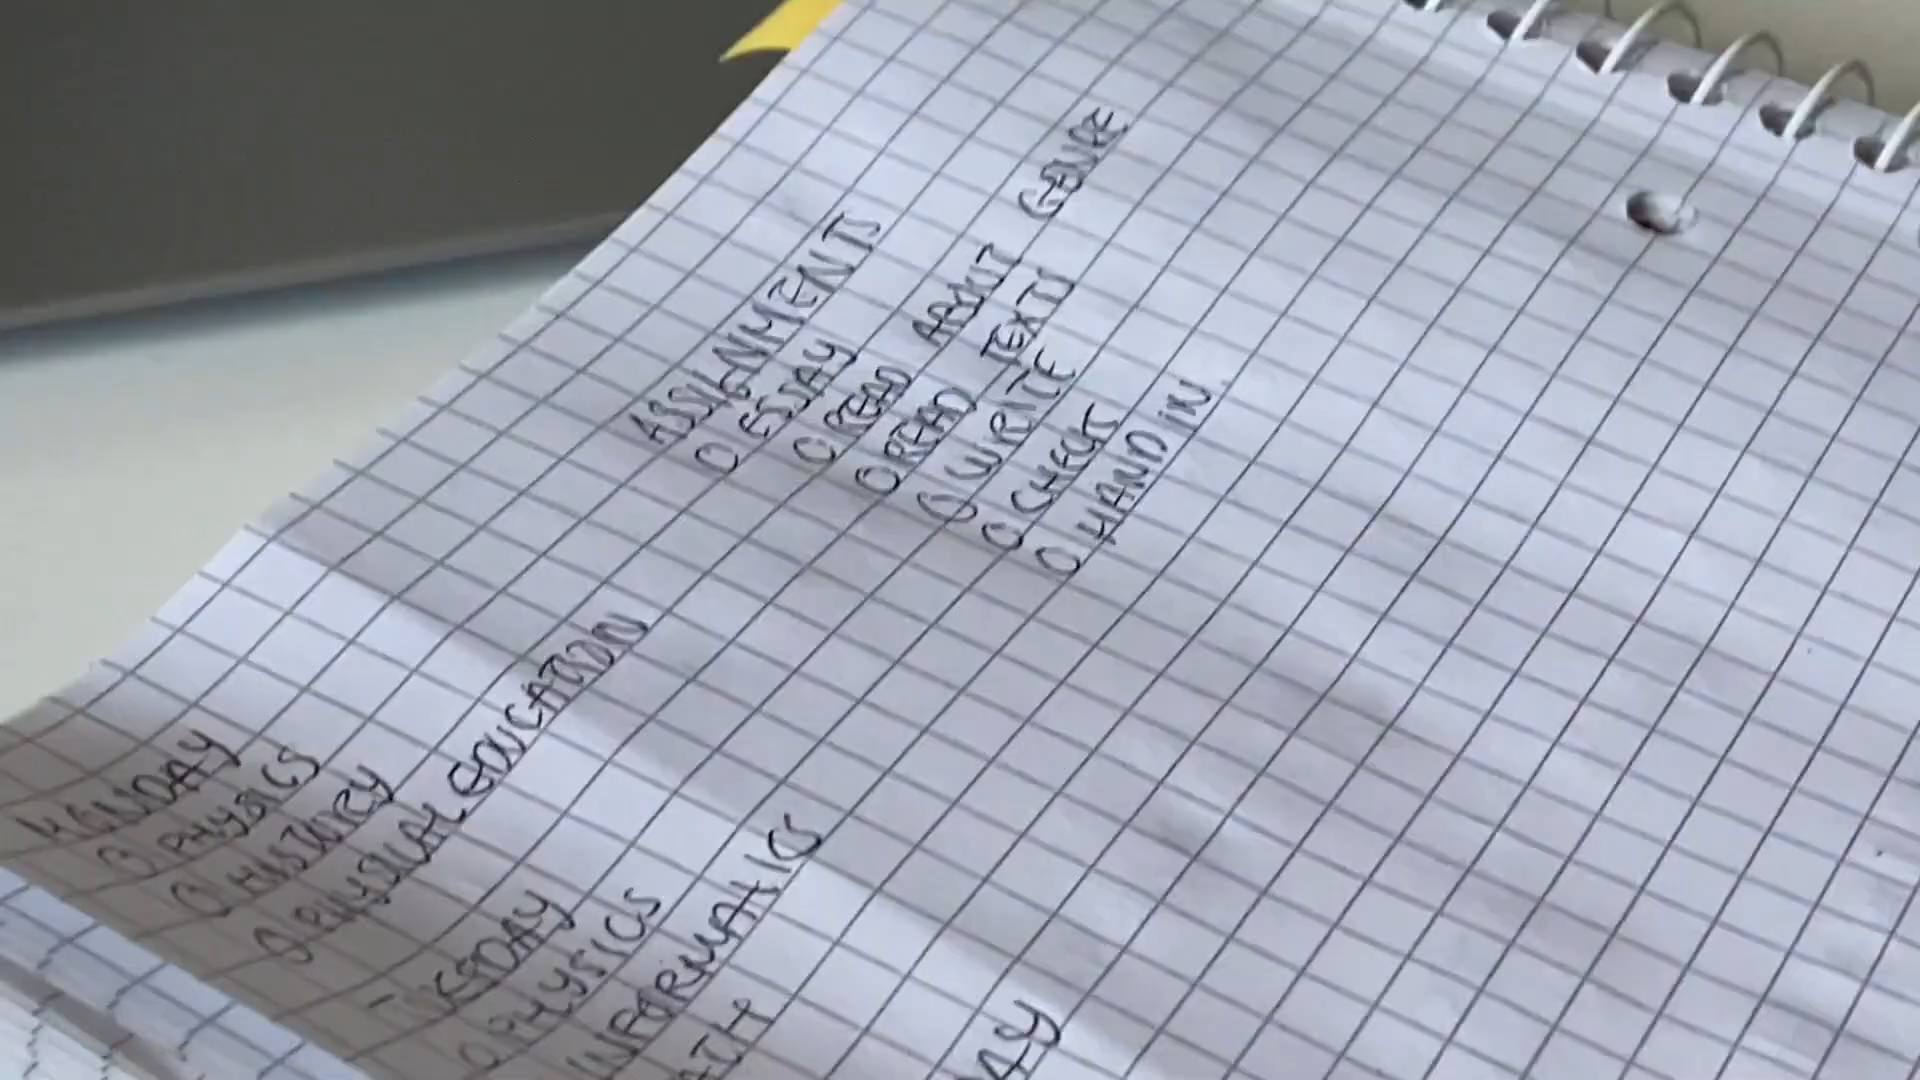 ASSIGNMENTS
O ESSAY
O READ ABOUT GENRE
O READ TEXTS
O WRITE
O CHECK
O HAND IN
MONDAY
O PHYSICS
O HISTORY
O PHYSICAL EDUCATION
TUESDAY
O PHYSICS
INFORMATICS